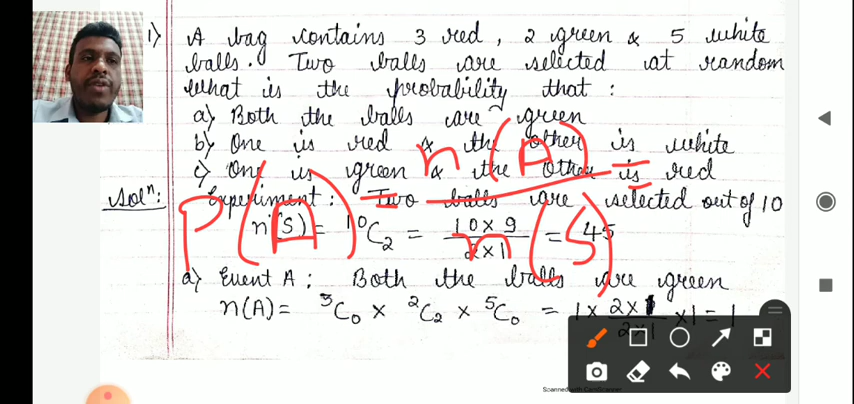 1) A bag contains 3 red, 2 green & 5 white
balls. Two balls are selected at random
What is the probability that :
a) Both the balls are green
b) One is red & the other is white
c) One is green & the other is red
Solⁿ: Experiment : Two balls are selected out of 10
n(S) = ¹⁰C₂ = 10 × 9 / 2 × 1 = 45
P(A) = n(A) / n(S)
a) Event A : Both the balls are green
n(A) = ³C₀ × ²C₂ × ⁵C₀ = 1 × 2 × 1 / 2 × 1 × 1 = 1
Scanned with CamScanner